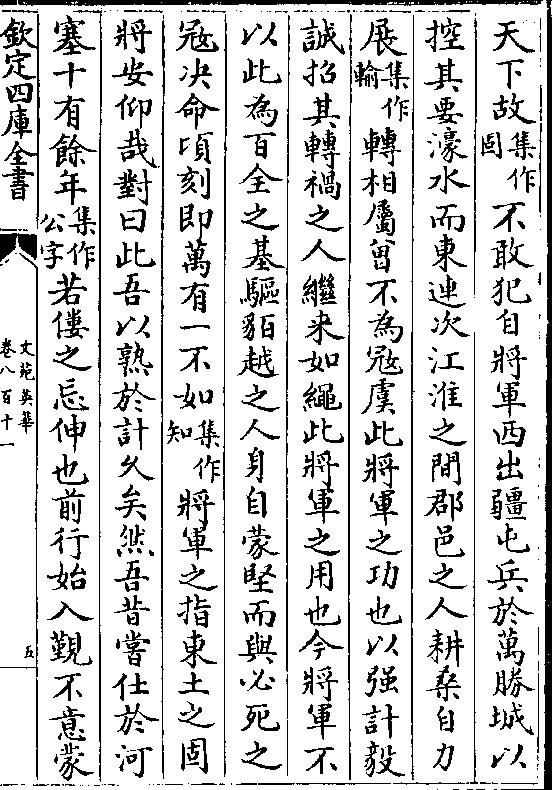 天下故集作固不敢犯自將軍西出疆屯兵於萬勝城以
控其要濠水而東連次江淮之間郡邑之人耕桑自力
展集作輸轉相屬曾不為冦虞此將軍之功也以强計毅
誠招其轉禍之人繼来如繩此將軍之用也今將軍不
以此為百全之基驅貊越之人身自蒙堅而與必死之
冦决命頃刻即萬有一不如集作知將軍之指東土之固
將安仰哉對曰此吾以熟於計久矣然吾昔嘗仕於河
塞十有餘年集作公字若僂之忌伸也前行始入覲不意蒙
欽定四庫全書
文苑英華
卷八百十一
五